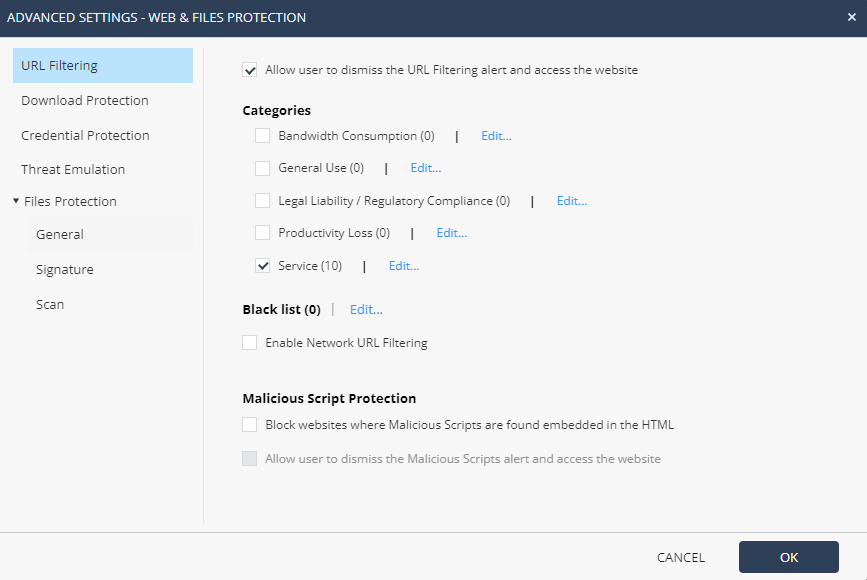 ADVANCED SETTINGS - WEB & FILES PROTECTION ×
URL Filtering
Download Protection
Credential Protection
Threat Emulation
Files Protection
General
Signature
Scan
Allow user to dismiss the URL Filtering alert and access the website
Categories
Bandwidth Consumption (0) | Edit...
General Use (0) | Edit...
Legal Liability / Regulatory Compliance (0) | Edit...
Productivity Loss (0) | Edit...
Service (10) | Edit...
Black list (0) | Edit...
Enable Network URL Filtering
Malicious Script Protection
Block websites where Malicious Scripts are found embedded in the HTML
Allow user to dismiss the Malicious Scripts alert and access the website
CANCEL OK